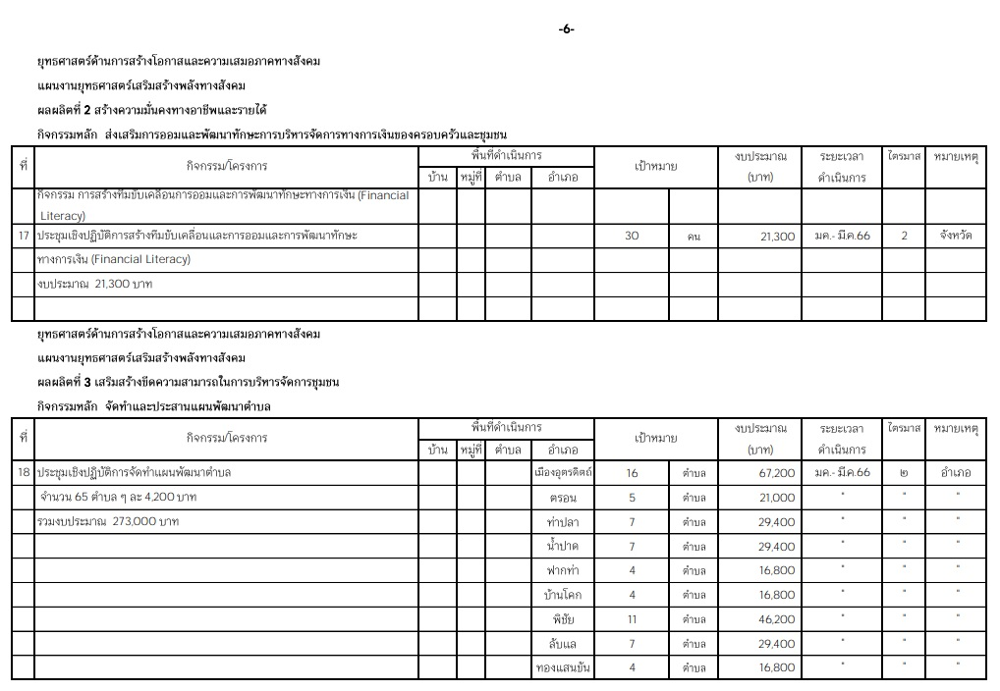 -6-
ยุทธศาสตร์ด้านการสร้างโอกาสและความเสมอภาคทางสังคม
แผนงานยุทธศาสตร์เสริมสร้างพลังทางสังคม
ผลผลิตที่ 2 สร้างความมั่นคงทางอาชีพและรายได้
กิจกรรมหลัก ส่งเสริมการออมและพัฒนาทักษะการบริหารจัดการทางการเงินของครอบครัวและชุมชน
ที่ กิจกรรม/โครงการ พื้นที่ดำเนินการ เป้าหมาย งบประมาณ ระยะเวลา ไตรมาส หมายเหตุ
บ้าน หมู่ที่ ตำบล อำเภอ (บาท) ดำเนินการ
กิจกรรม การสร้างทีมขับเคลื่อนการออมและการพัฒนาทักษะทางการเงิน (Financial
Literacy)
17 ประชุมเชิงปฏิบัติการสร้างทีมขับเคลื่อนและการออมและการพัฒนาทักษะ 30 คน 21,300 มค.- มี.ค.66 2 จังหวัด
ทางการเงิน (Financial Literacy)
งบประมาณ 21,300 บาท
ยุทธศาสตร์ด้านการสร้างโอกาสและความเสมอภาคทางสังคม
แผนงานยุทธศาสตร์เสริมสร้างพลังทางสังคม
ผลผลิตที่ 3 เสริมสร้างขีดความสามารถในการบริหารจัดการชุมชน
กิจกรรมหลัก จัดทำและประสานแผนพัฒนาตำบล
ที่ กิจกรรม/โครงการ พื้นที่ดำเนินการ เป้าหมาย งบประมาณ ระยะเวลา ไตรมาส หมายเหตุ
บ้าน หมู่ที่ ตำบล อำเภอ (บาท) ดำเนินการ
18 ประชุมเชิงปฏิบัติการจัดทำแผนพัฒนาตำบล เมืองอุตรดิตถ์ 16 ตำบล 67,200 มค.- มี.ค.66 ๒ อำเภอ
จำนวน 65 ตำบล ๆ ละ 4,200 บาท ตรอน 5 ตำบล 21,000 " " "
รวมงบประมาณ 273,000 บาท ท่าปลา 7 ตำบล 29,400 " " "
น้ำปาด 7 ตำบล 29,400 " " "
ฟากท่า 4 ตำบล 16,800 " " "
บ้านโคก 4 ตำบล 16,800 " " "
พิชัย 11 ตำบล 46,200 " " "
ลับแล 7 ตำบล 29,400 " " "
ทองแสนขัน 4 ตำบล 16,800 " " "